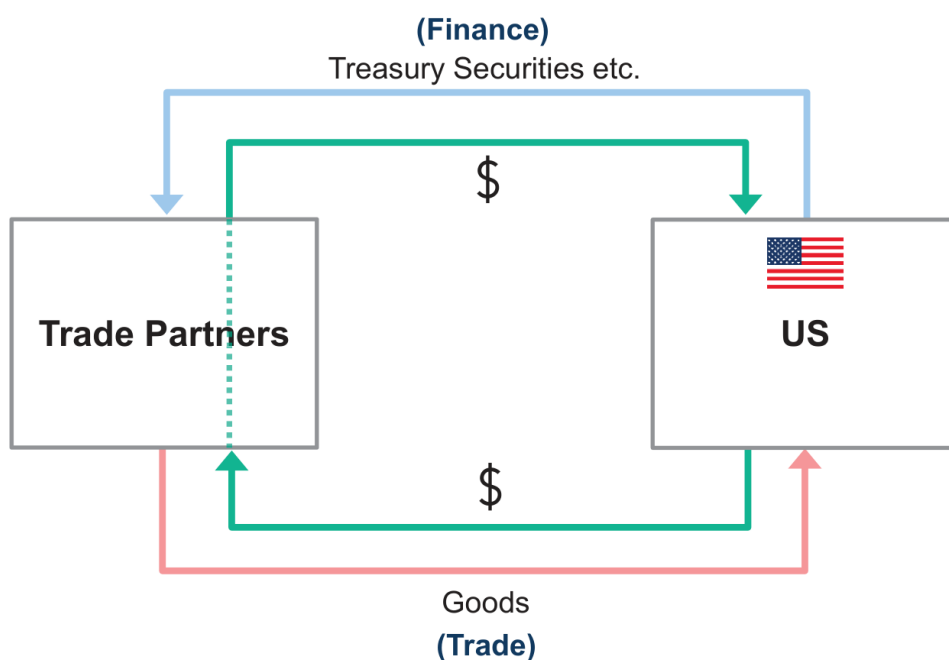 (Finance)
Treasury Securities etc.
$
Trade Partners
US
$
Goods
(Trade)